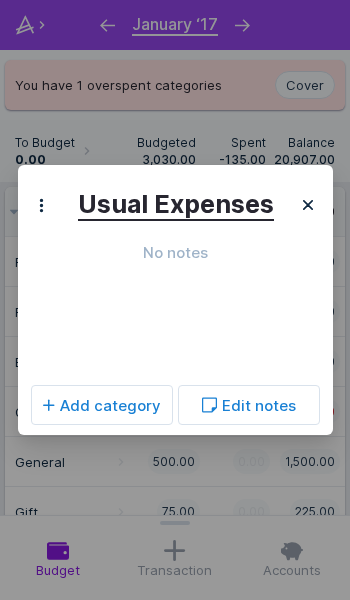 January ‘17
You have 1 overspent categories
Cover
To Budget Budgeted Spent Balance
0.00 3,030.00 -135.00 20,907.00
Usual Expenses
No notes
Add category
Edit notes
General 500.00 0.00 1,500.00
Gift 75.00 0.00 225.00
Budget Transaction Accounts